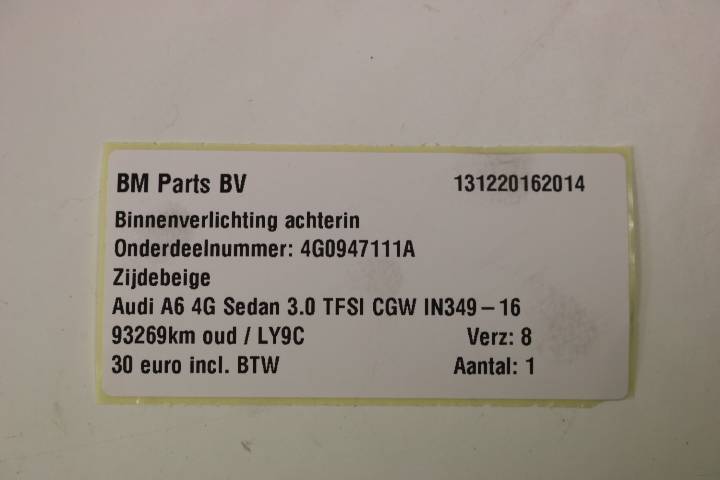 BM Parts BV 131220162014
Binnenverlichting achterin
Onderdeelnummer: 4G0947111A
Zijdebeige
Audi A6 4G Sedan 3.0 TFSI CGW IN349 – 16
93269km oud / LY9C Verz: 8
30 euro incl. BTW Aantal: 1